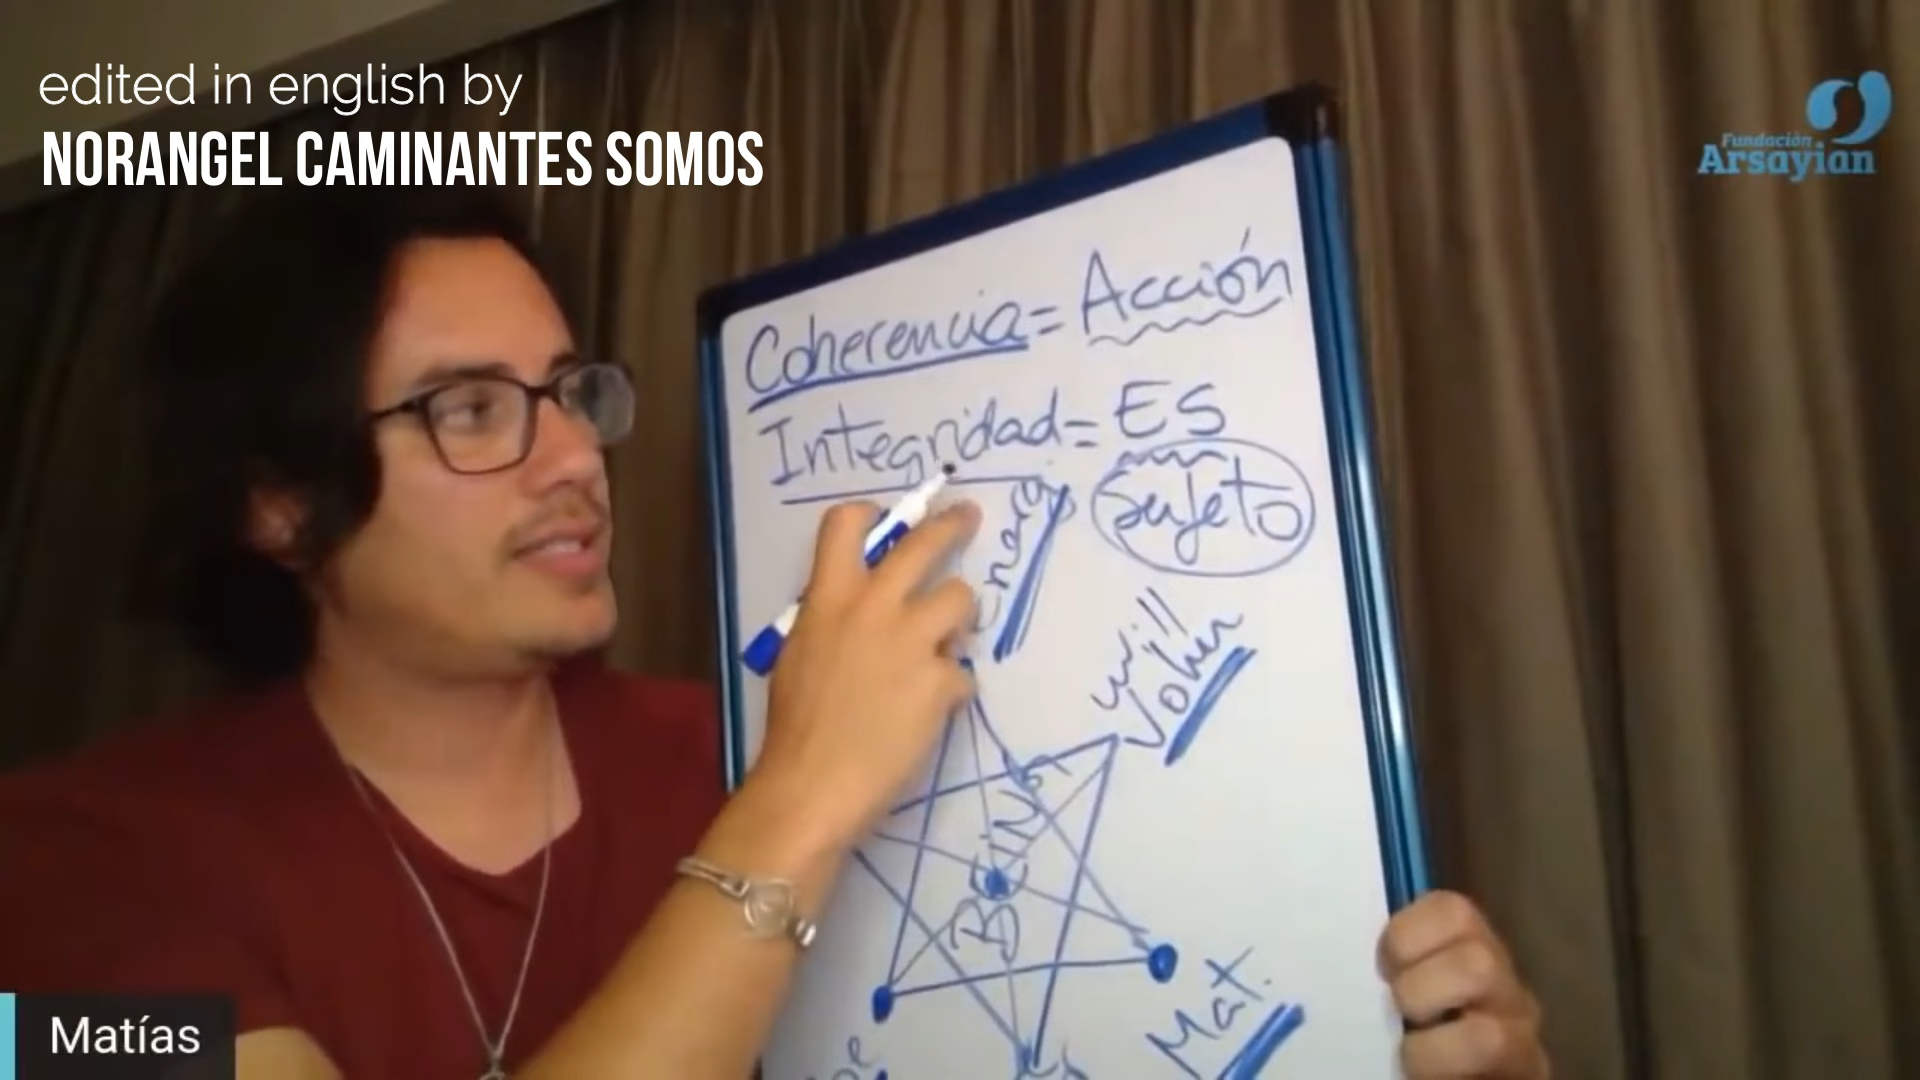 edited in english by
NORANGEL CAMINANTES SOMOS
Fundación
Arsayian
Coherencia = Acción
Integridad = ES
Sujeto
will
BEING
Mat.
Matías